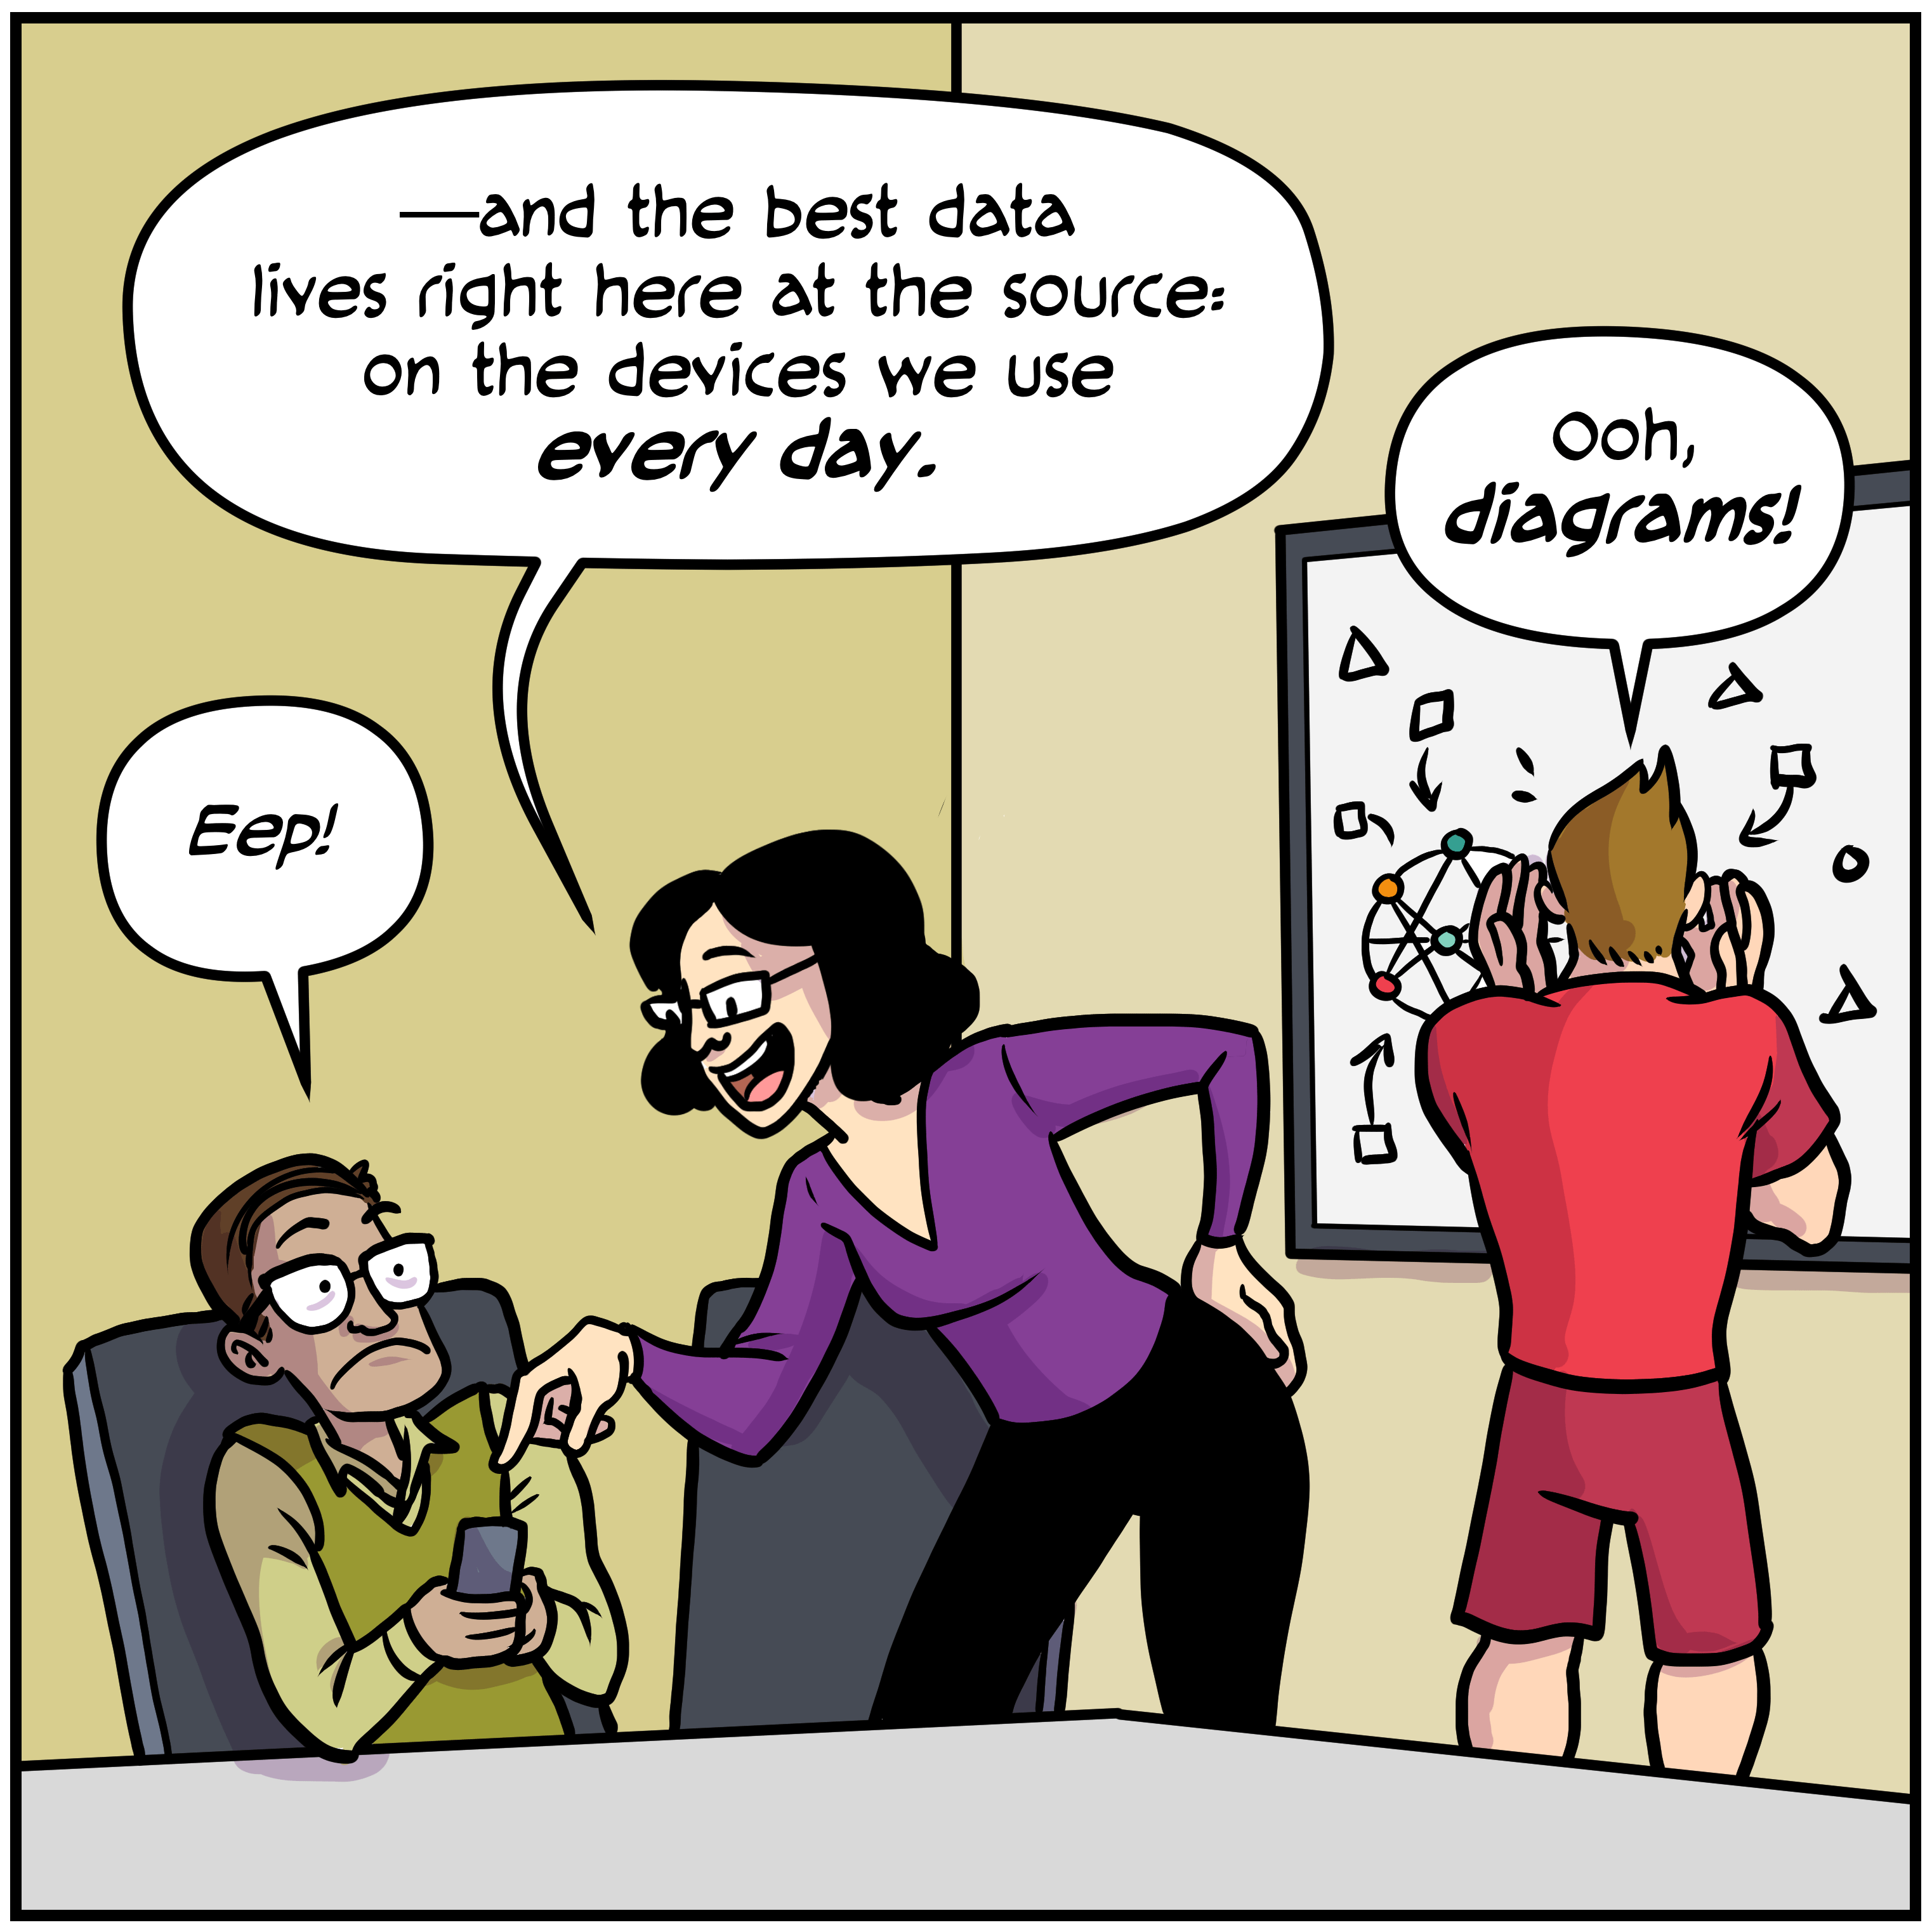 —and the best data
lives right here at the source:
on the devices we use
every day.
Ooh,
diagrams!
Eep!